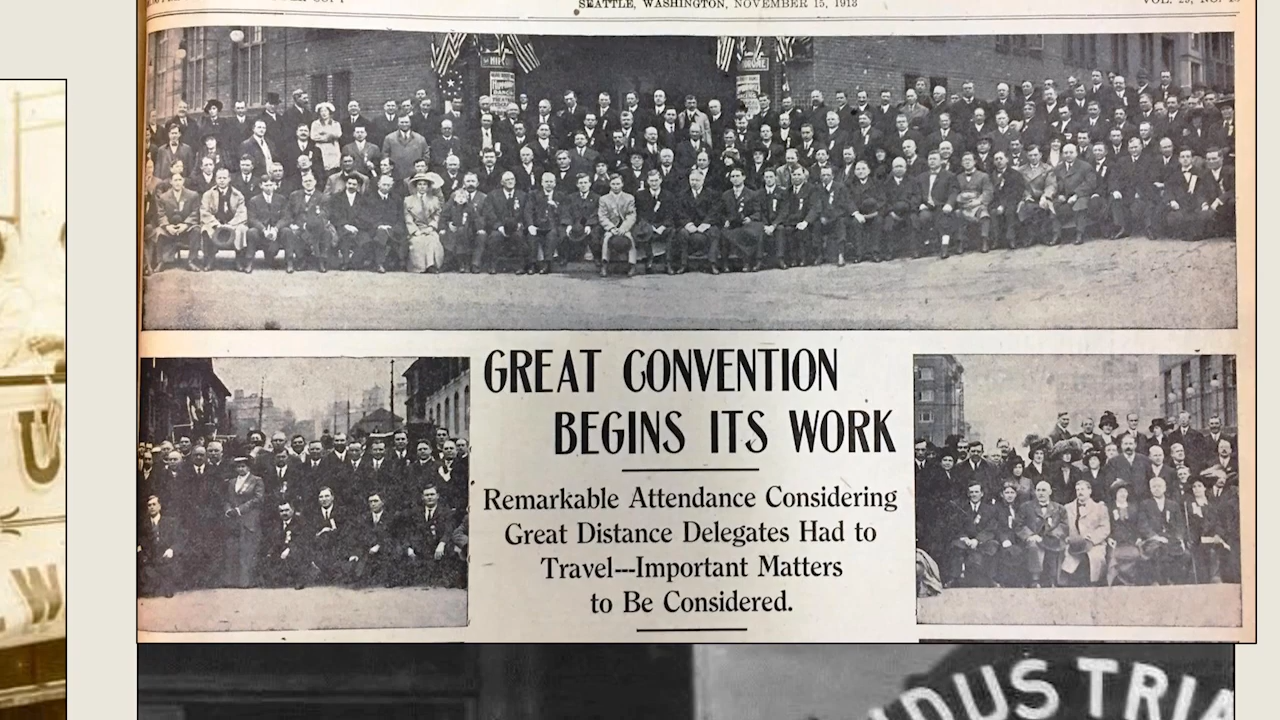 SEATTLE, WASHINGTON, NOVEMBER 15, 1913
GREAT CONVENTION
BEGINS ITS WORK
Remarkable Attendance Considering
Great Distance Delegates Had to
Travel---Important Matters
to Be Considered.
U
W
DUSTRIA